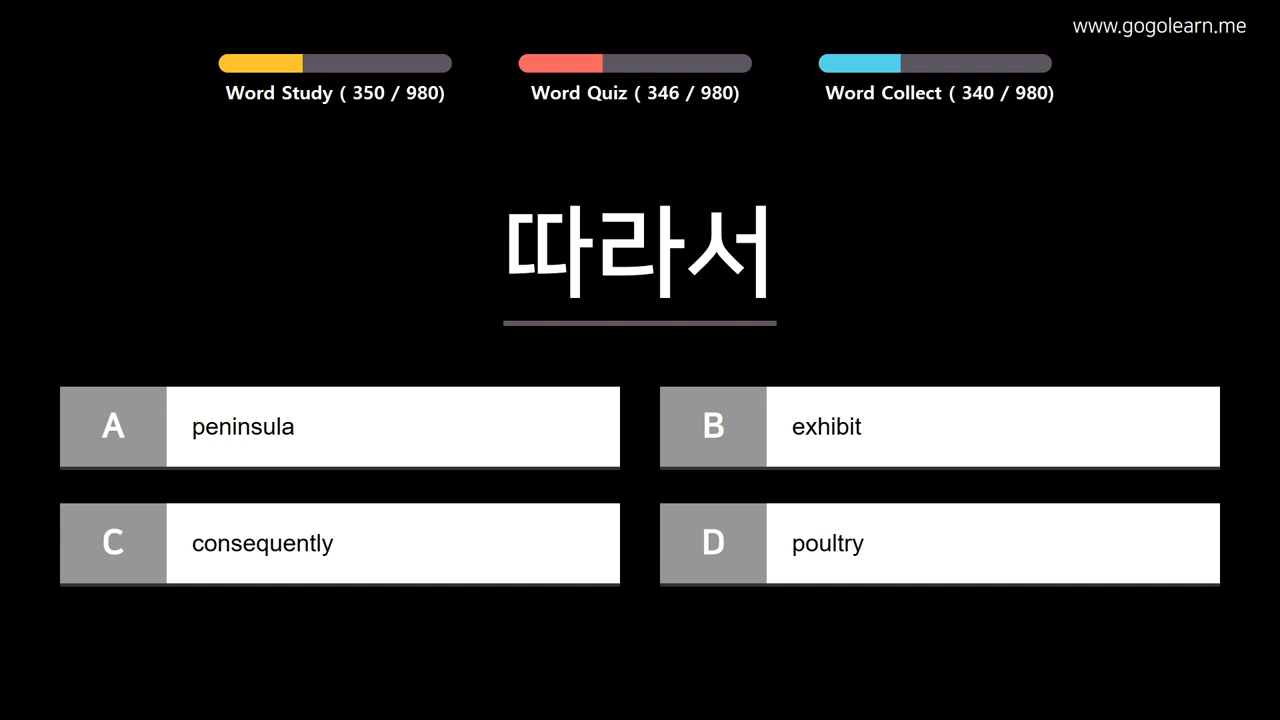 www.gogolearn.me
Word Study ( 350 / 980)
Word Quiz ( 346 / 980)
Word Collect ( 340 / 980)
따라서
A peninsula
B exhibit
C consequently
D poultry